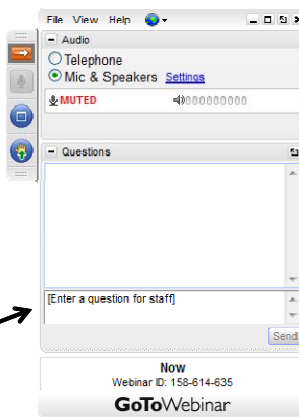 File View Help
Audio
Telephone
Mic & Speakers Settings
MUTED 000000000
Questions
[Enter a question for staff]
Send
Now
Webinar ID: 158-614-635
GoToWebinar